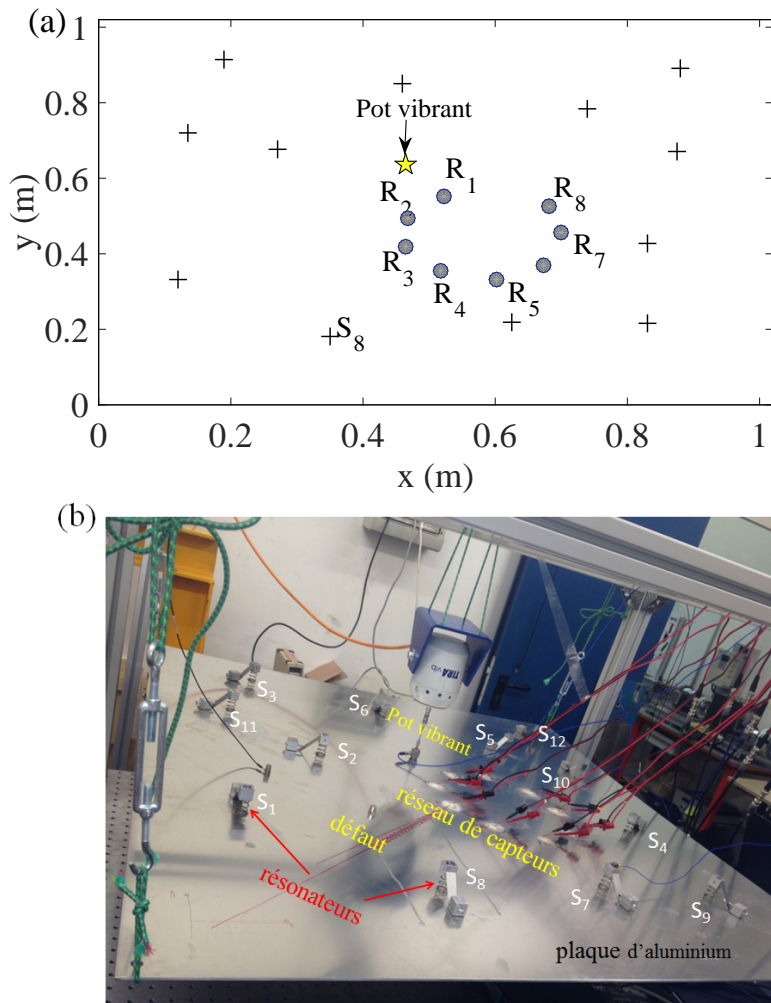 (a)
1
0.8
0.6
0.4
0.2
0
y (m)
Pot vibrant
R1
R2
R8
R3
R7
R4
R5
S8
0
0.2
0.4
0.6
0.8
1
x (m)
(b)
TIRA vib
S3
S6
S11
Pot vibrant
S5
S12
S2
S10
S1
réseau de capteurs
défaut
S4
résonateurs
S8
S7
S9
plaque d'aluminium